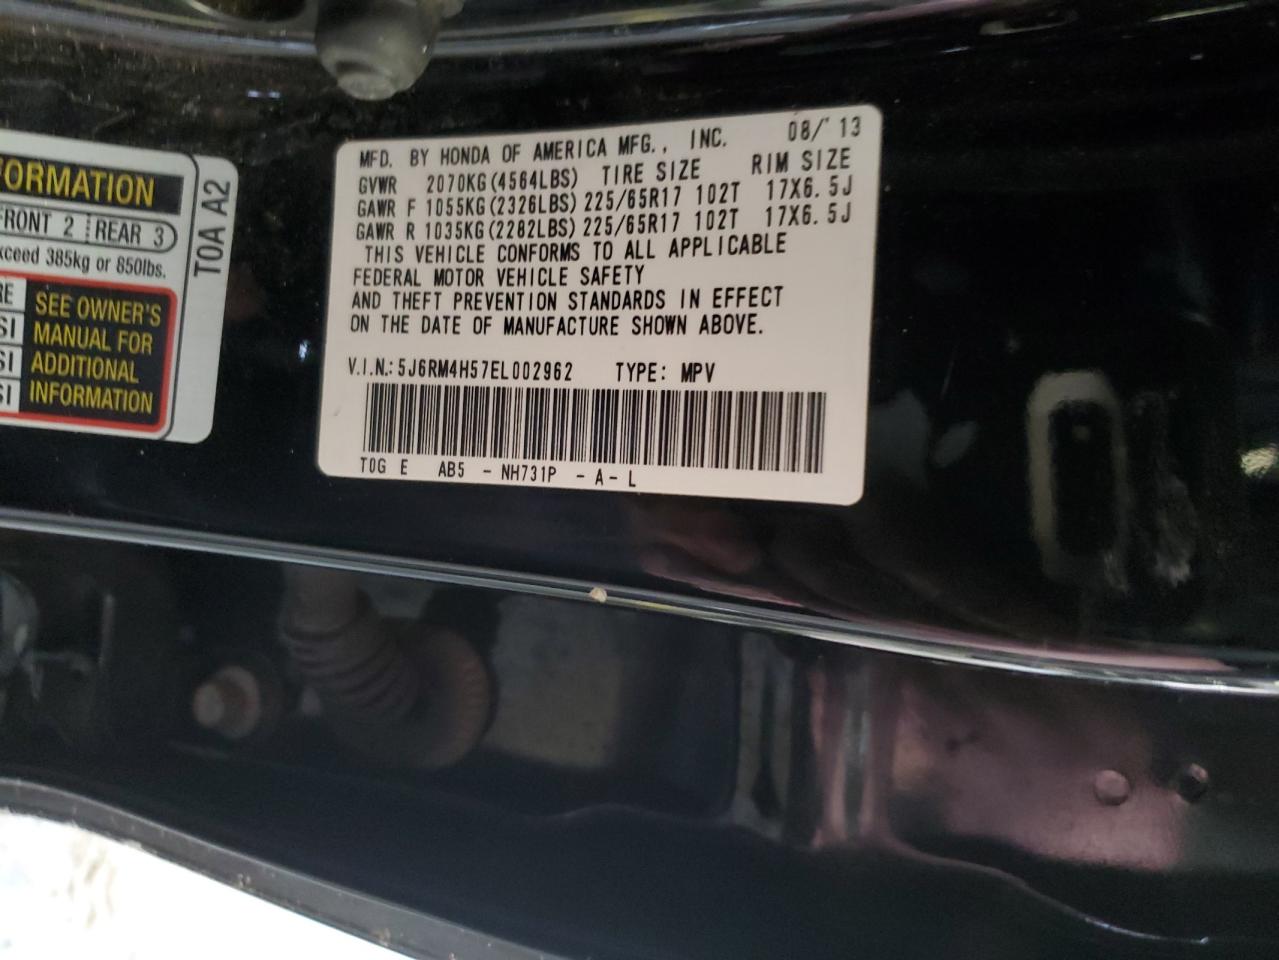 ORMATION
FRONT 2 REAR 3
xceed 385kg or 850lbs.
RE
SI
SI
SI
SEE OWNER'S
MANUAL FOR
ADDITIONAL
INFORMATION
T0A A2
MFD. BY HONDA OF AMERICA MFG., INC. 08/'13
GVWR 2070KG(4564LBS) TIRE SIZE RIM SIZE
GAWR F 1055KG(2326LBS) 225/65R17 102T 17X6.5J
GAWR R 1035KG(2282LBS) 225/65R17 102T 17X6.5J
THIS VEHICLE CONFORMS TO ALL APPLICABLE
FEDERAL MOTOR VEHICLE SAFETY
AND THEFT PREVENTION STANDARDS IN EFFECT
ON THE DATE OF MANUFACTURE SHOWN ABOVE.
V.I.N.:5J6RM4H57EL002962 TYPE: MPV
T0G E AB5 - NH731P - A - L